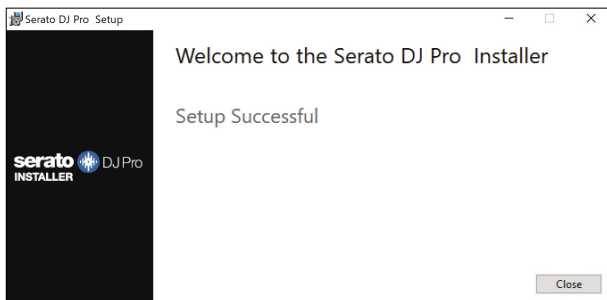 Serato DJ Pro Setup
Welcome to the Serato DJ Pro Installer
Setup Successful
serato DJ Pro
INSTALLER
Close